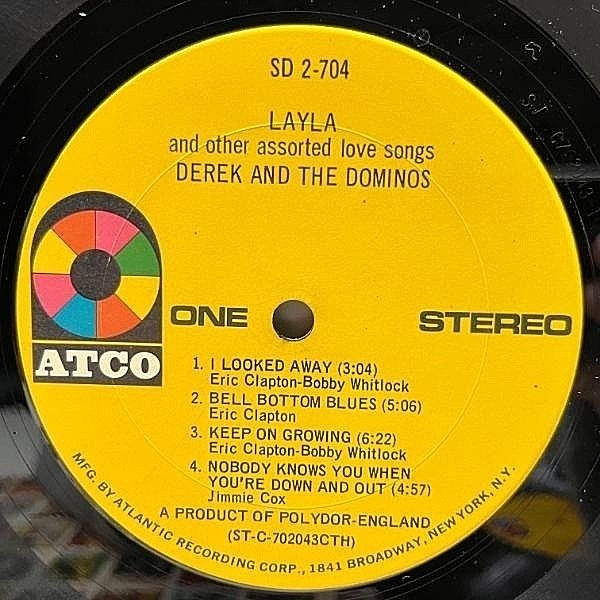 SD 2-704
LAYLA
and other assorted love songs
DEREK AND THE DOMINOS
ATCO
ONE
STEREO
1. I LOOKED AWAY (3:04)
Eric Clapton-Bobby Whitlock
2. BELL BOTTOM BLUES (5:06)
Eric Clapton
3. KEEP ON GROWING (6:22)
Eric Clapton-Bobby Whitlock
4. NOBODY KNOWS YOU WHEN
YOU'RE DOWN AND OUT (4:57)
Jimmie Cox
A PRODUCT OF POLYDOR-ENGLAND
(ST-C-702043CTH)
MFG. BY ATLANTIC RECORDING CORP., 1841 BROADWAY, NEW YORK, N.Y.